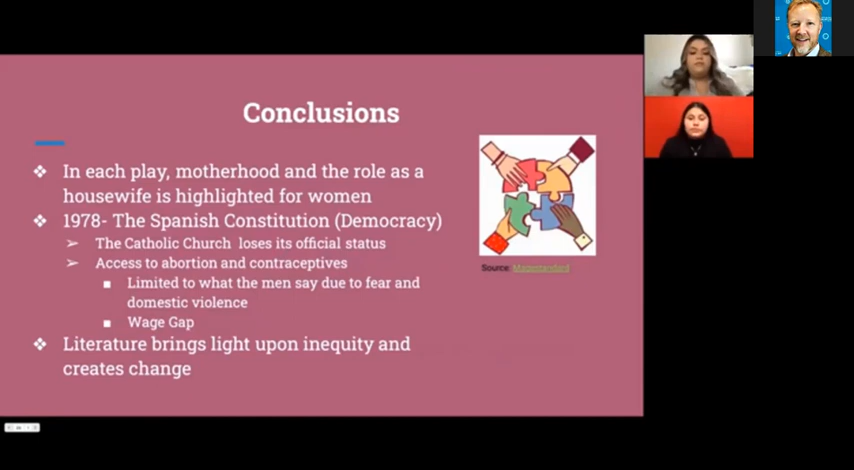 Conclusions
❖ In each play, motherhood and the role as a
housewife is highlighted for women
❖ 1978- The Spanish Constitution (Democracy)
➢ The Catholic Church loses its official status
➢ Access to abortion and contraceptives
■ Limited to what the men say due to fear and
domestic violence
■ Wage Gap
❖ Literature brings light upon inequity and
creates change
Source: